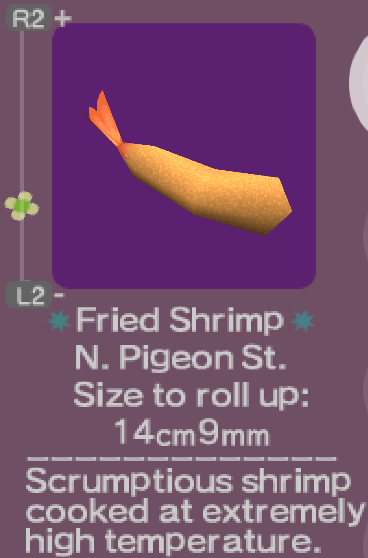 R2 +
L2 -
Fried Shrimp
N. Pigeon St.
Size to roll up:
14cm9mm
Scrumptious shrimp
cooked at extremely
high temperature.